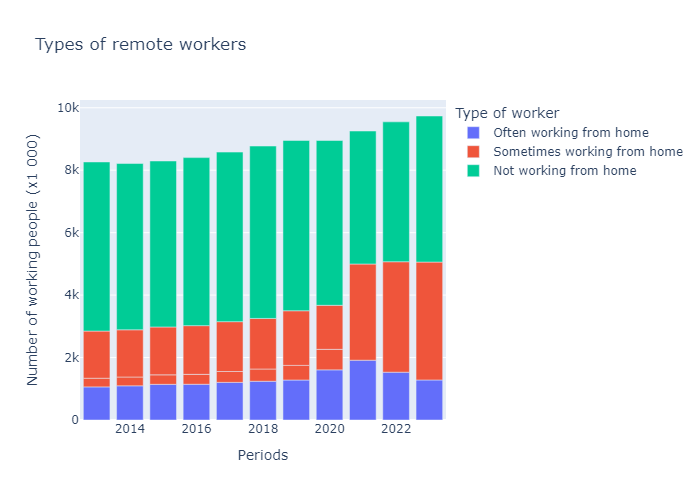 Types of remote workers
10k
8k
6k
4k
2k
0
Number of working people (x1 000)
2014
2016
2018
2020
2022
Periods
Type of worker
Often working from home
Sometimes working from home
Not working from home